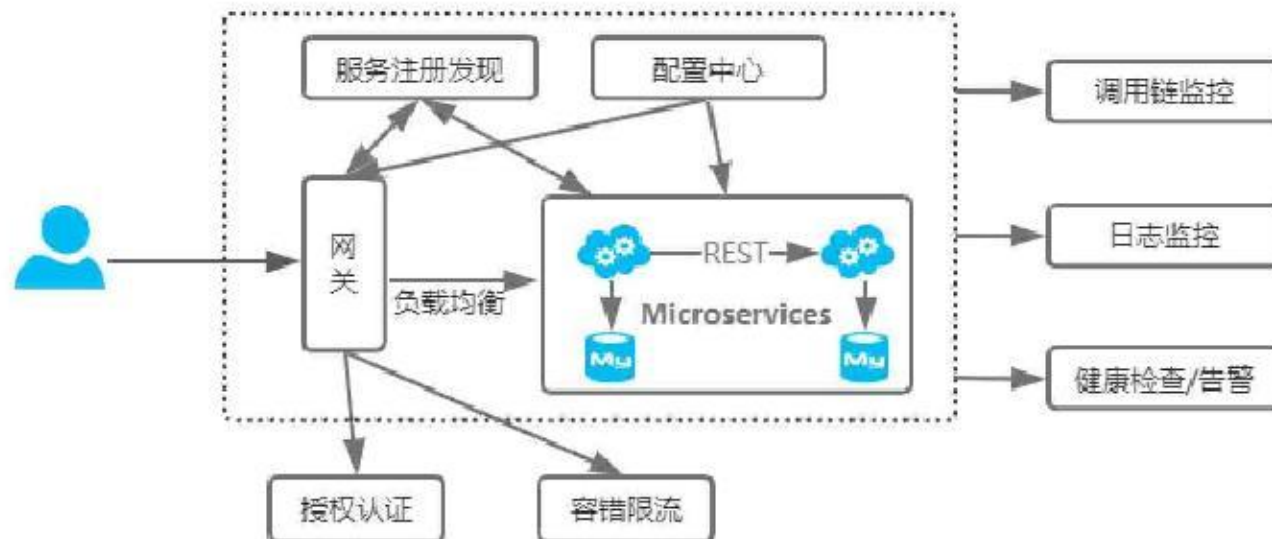 服务注册发现
配置中心
调用链监控
网
关
负载均衡
REST
Microservices
My
My
日志监控
健康检查/告警
授权认证
容错限流